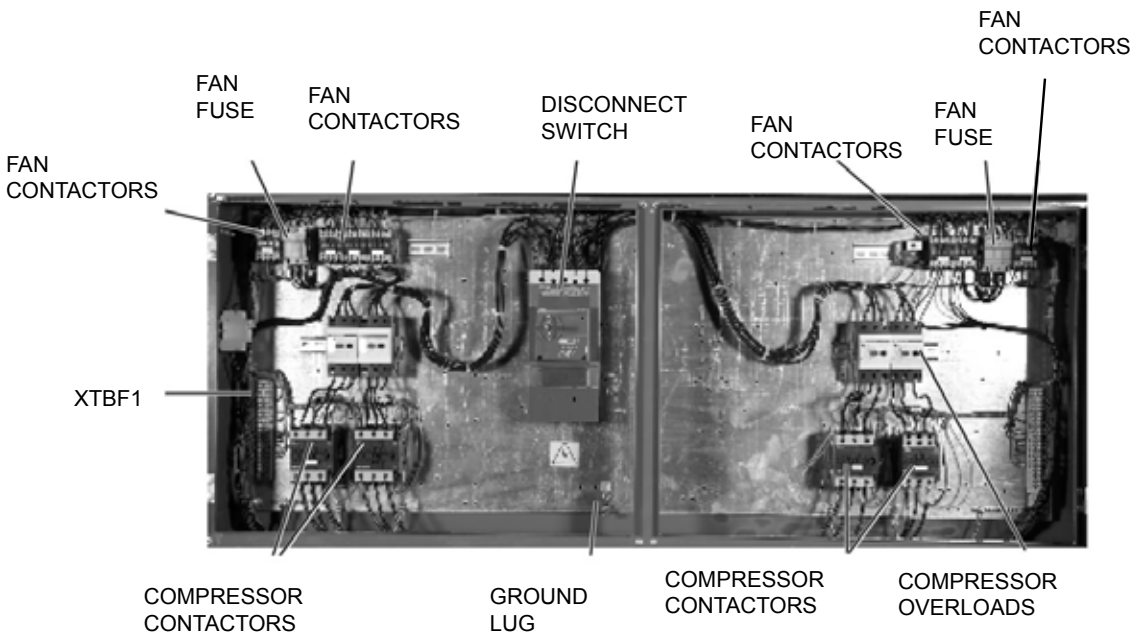 FAN
CONTACTORS
FAN
FUSE
FAN
CONTACTORS
DISCONNECT
SWITCH
FAN
CONTACTORS
FAN
FUSE
FAN
CONTACTORS
XTBF1
COMPRESSOR
CONTACTORS
GROUND
LUG
COMPRESSOR
CONTACTORS
COMPRESSOR
OVERLOADS